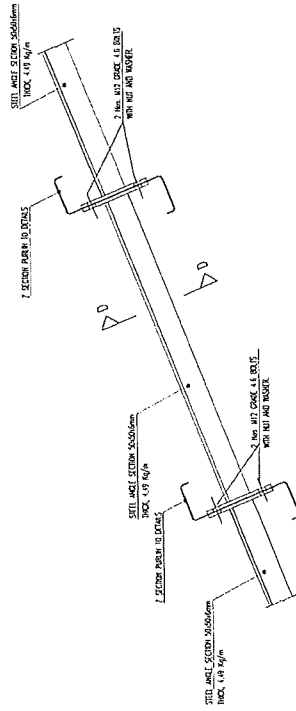 STEEL ANGLE SECTION 50x50x6mm
THICK, 4.49 Kg/m
2 Nos. M12 GRADE 4.6 BOLTS
WITH NUT AND WASHER
Z SECTION PURLIN TO DETAILS
D
D
STEEL ANGLE SECTION 50x50x6mm
THICK, 4.49 Kg/m
2 Nos. M12 GRADE 4.6 BOLTS
WITH NUT AND WASHER
Z SECTION PURLIN TO DETAILS
STEEL ANGLE SECTION 50x50x6mm
THICK, 4.49 Kg/m